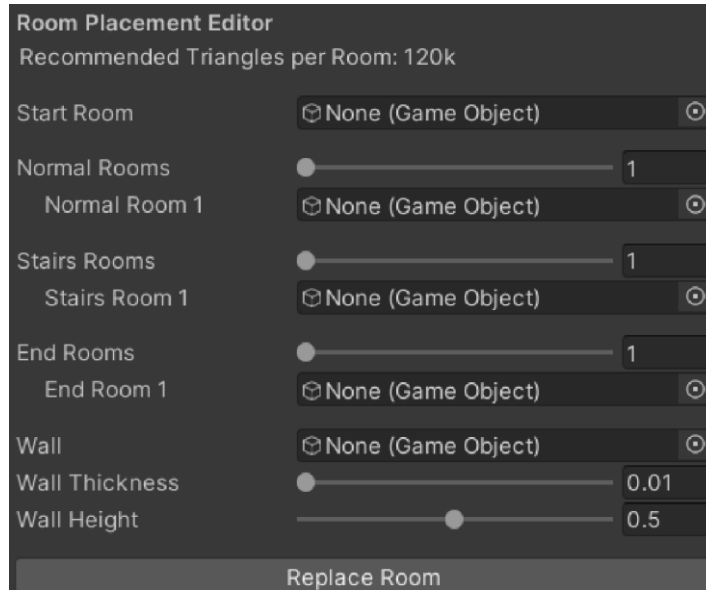 Room Placement Editor
Recommended Triangles per Room: 120k
Start Room None (Game Object)
Normal Rooms 1
Normal Room 1 None (Game Object)
Stairs Rooms 1
Stairs Room 1 None (Game Object)
End Rooms 1
End Room 1 None (Game Object)
Wall None (Game Object)
Wall Thickness 0.01
Wall Height 0.5
Replace Room